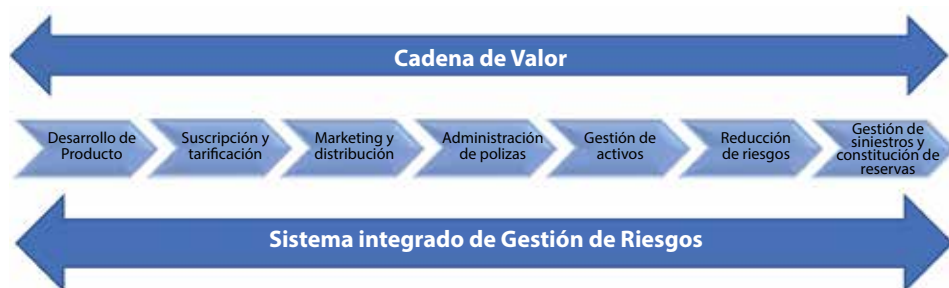 Cadena de Valor
Desarrollo de
Producto
Suscripción y
tarificación
Marketing y
distribución
Administración
de polizas
Gestión de
activos
Reducción
de riesgos
Gestión de
siniestros y
constitución de
reservas
Sistema integrado de Gestión de Riesgos